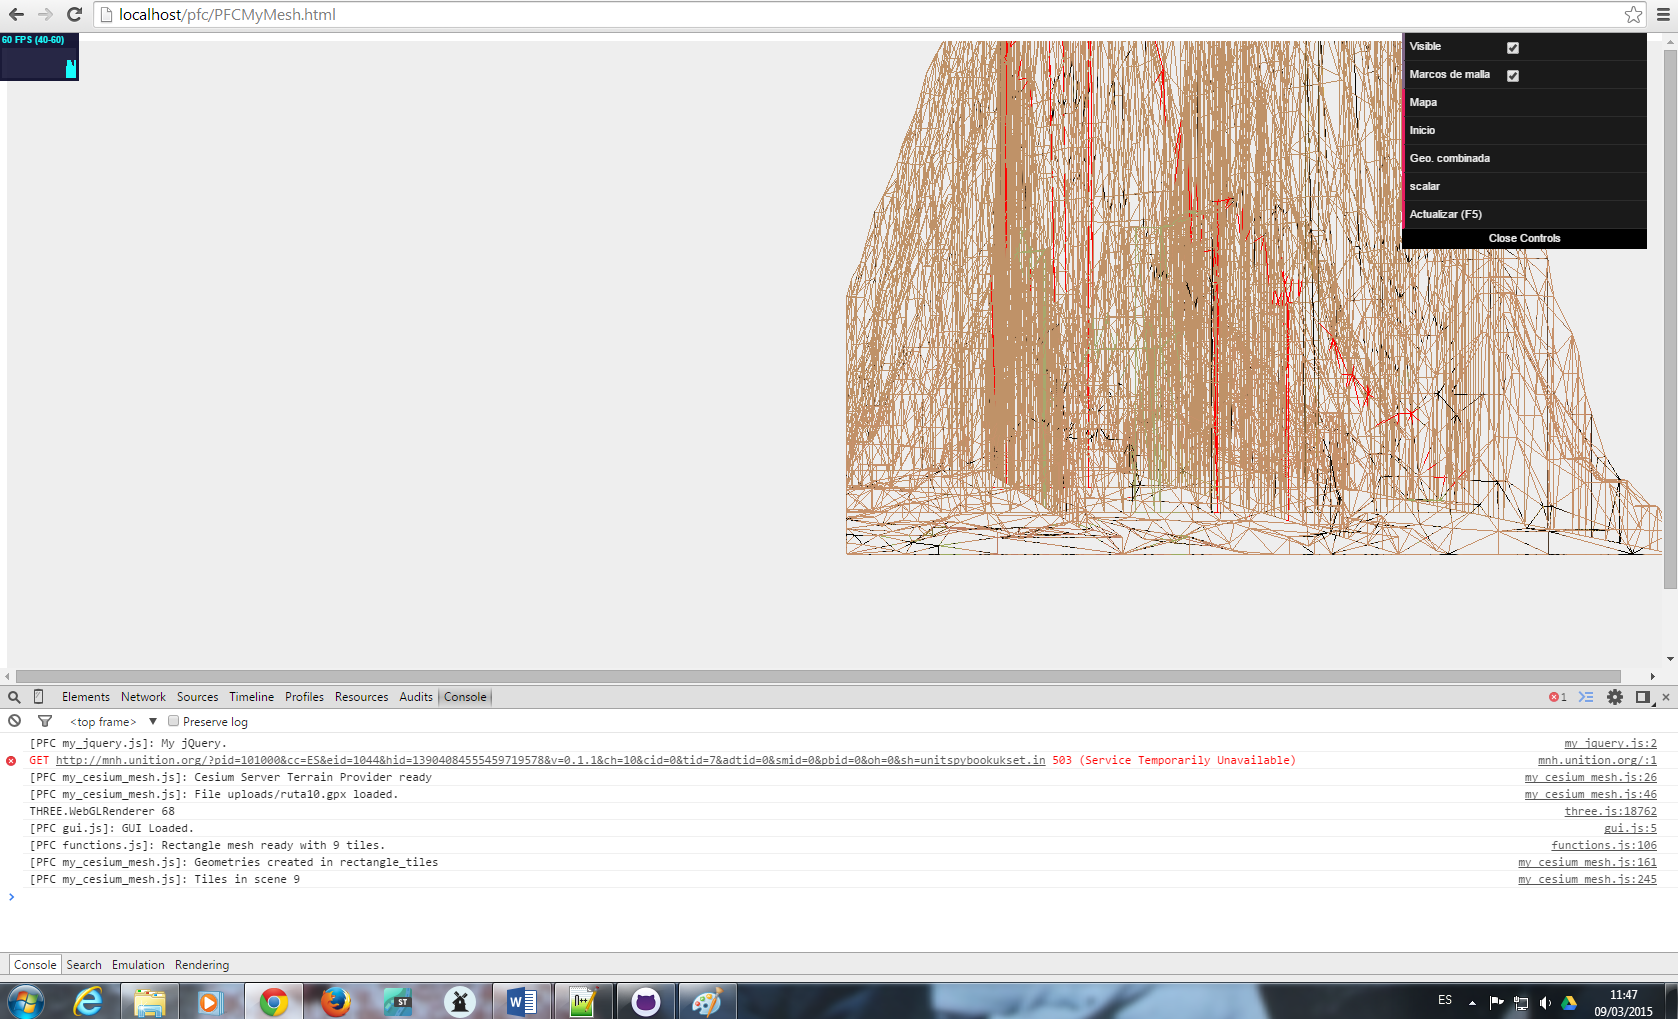 localhost/pfc/PFCMyMesh.html
60 FPS (40-60)
Visible
Marcos de malla
Mapa
Inicio
Geo. combinada
scalar
Actualizar (F5)
Close Controls
Elements Network Sources Timeline Profiles Resources Audits Console
1
<top frame> ▼ Preserve log
[PFC my_jquery.js]: My jQuery. my_jquery.js:2
GET http://mnh.unition.org/?pid=101000&cc=ES&eid=1044&hid=13904084555459719578&v=0.1.1&ch=10&cid=0&tid=7&adtid=0&smid=0&pbid=0&oh=0&sh=unitspybookukset.in 503 (Service Temporarily Unavailable) mnh.unition.org/:1
[PFC my_cesium_mesh.js]: Cesium Server Terrain Provider ready my_cesium_mesh.js:26
[PFC my_cesium_mesh.js]: File uploads/ruta10.gpx loaded. my_cesium_mesh.js:46
THREE.WebGLRenderer 68 three.js:18762
[PFC gui.js]: GUI Loaded. gui.js:5
[PFC functions.js]: Rectangle mesh ready with 9 tiles. functions.js:106
[PFC my_cesium_mesh.js]: Geometries created in rectangle_tiles my_cesium_mesh.js:161
[PFC my_cesium_mesh.js]: Tiles in scene 9 my_cesium_mesh.js:245
Console Search Emulation Rendering
ST
ES
11:47
09/03/2015